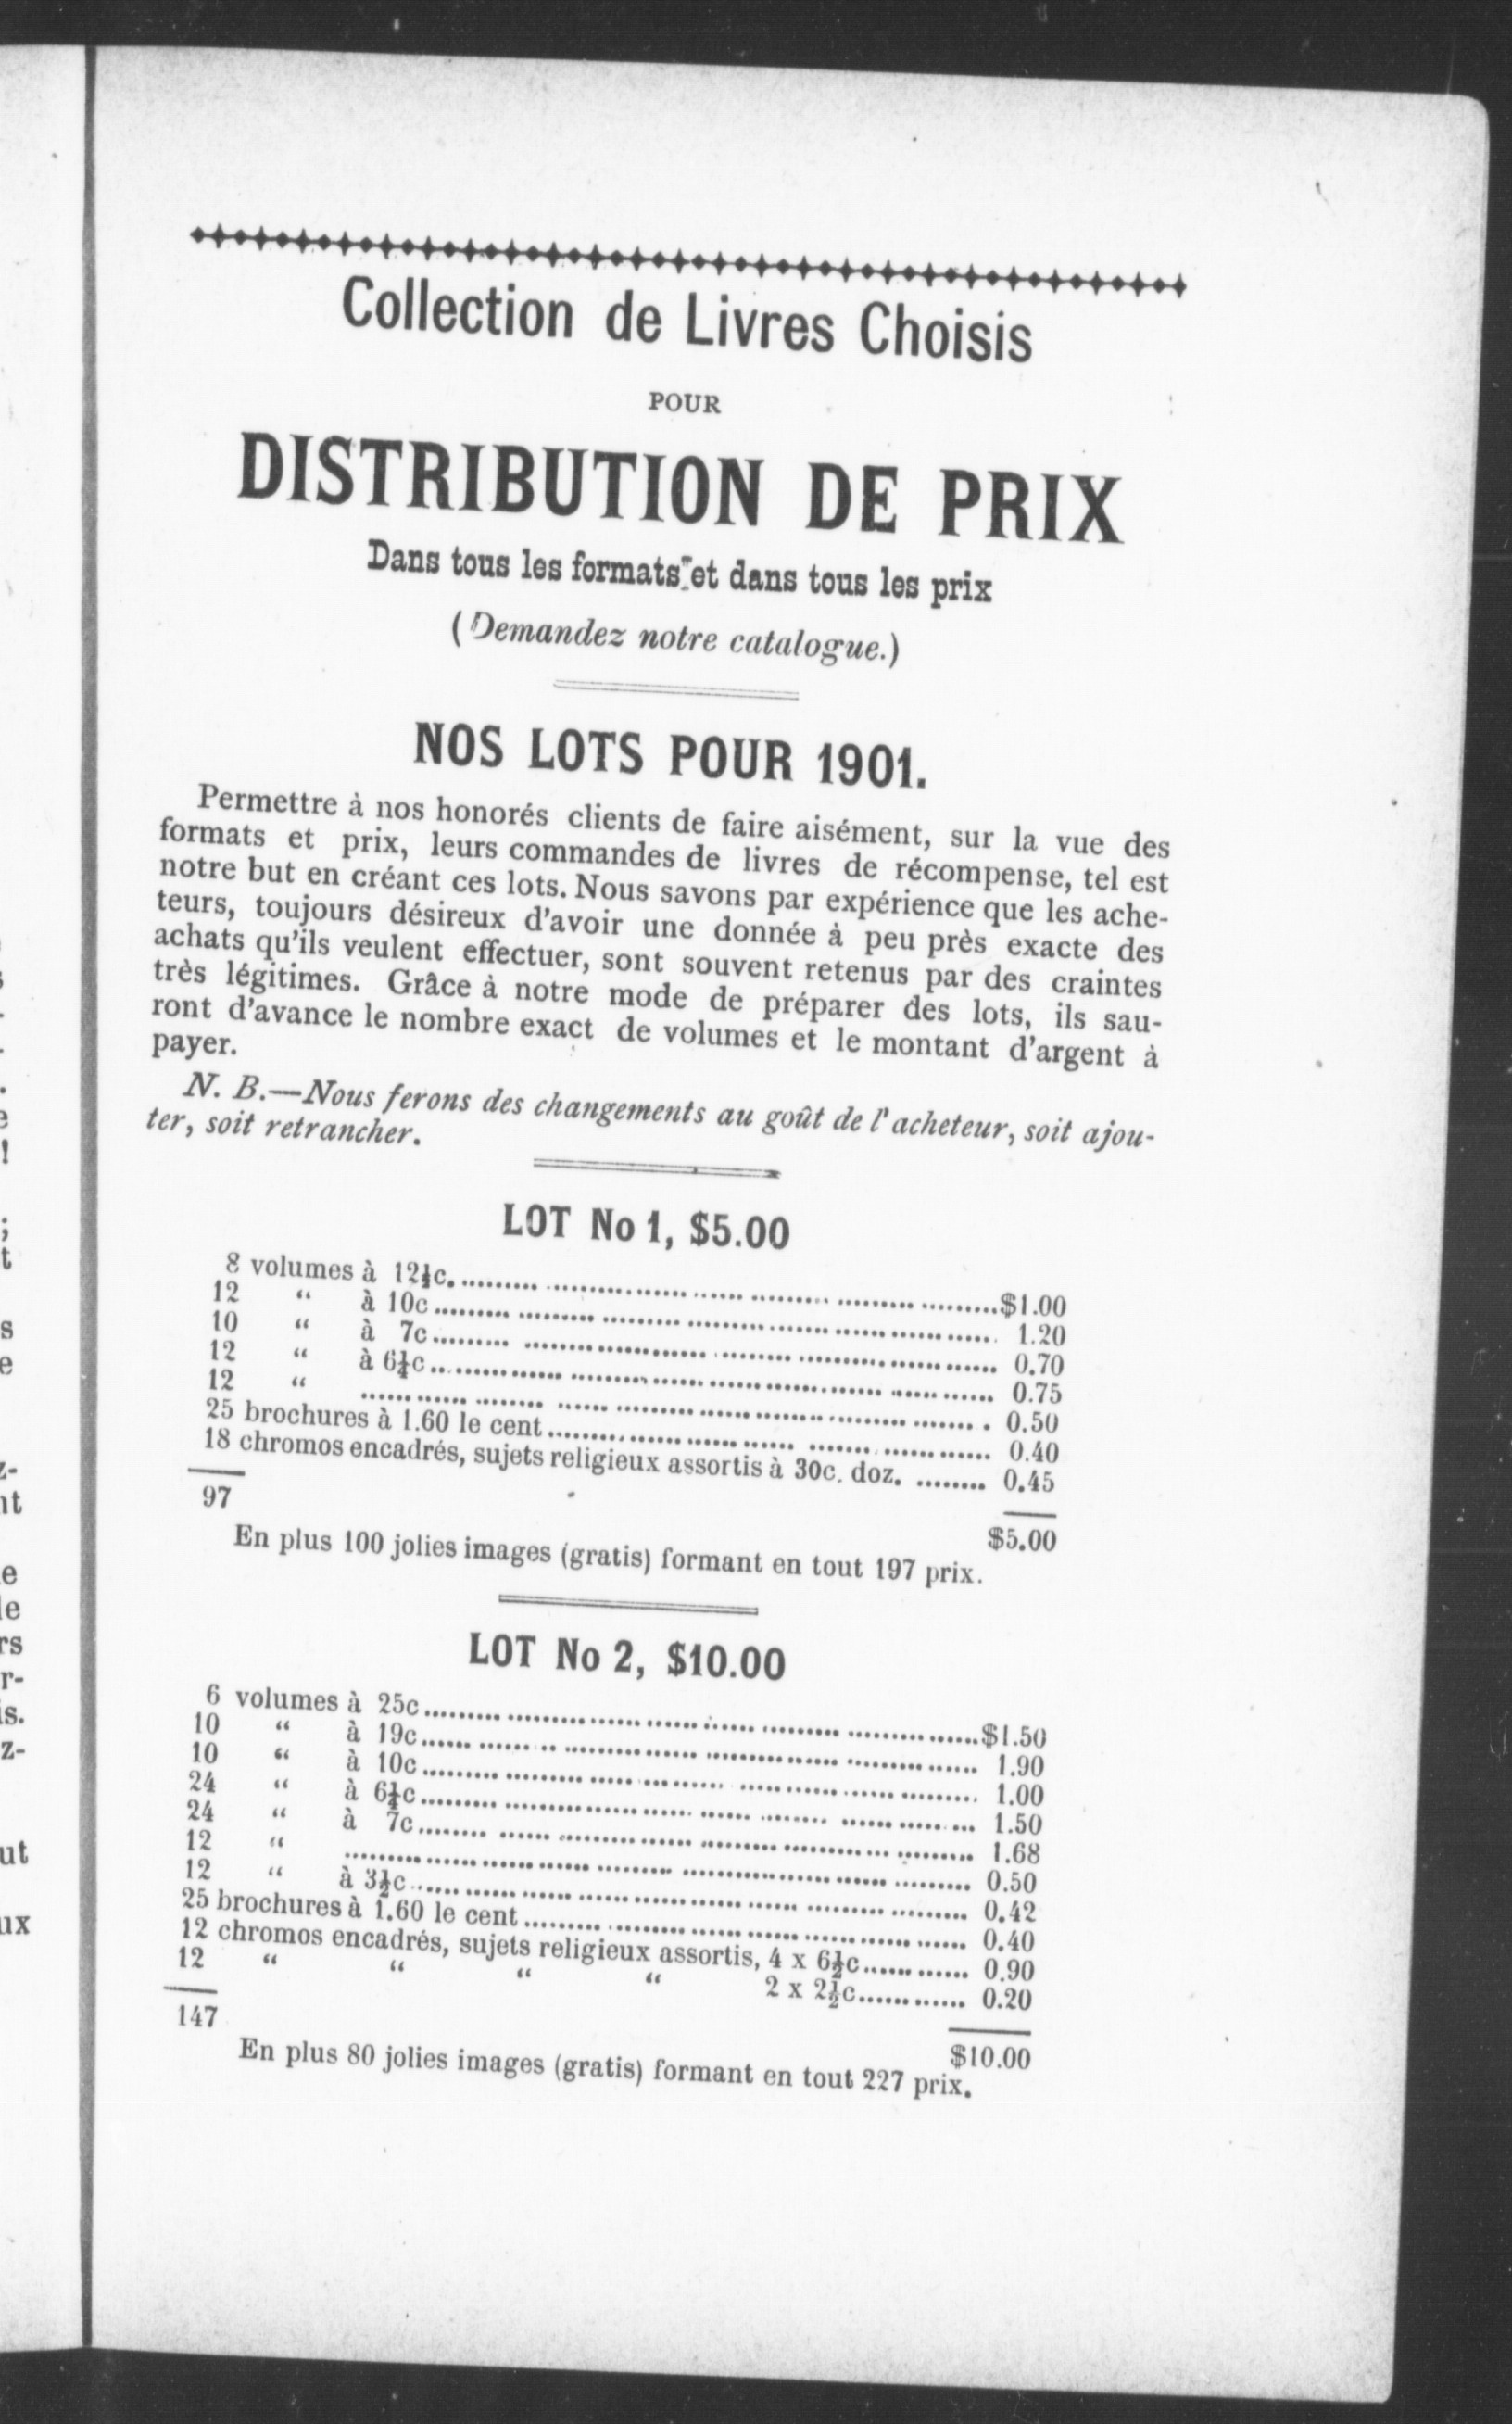 Collection de Livres Choisis
POUR
DISTRIBUTION DE PRIX
Dans tous les formats et dans tous les prix
(Demandez notre catalogue.)
NOS LOTS POUR 1901.
Permettre à nos honorés clients de faire aisément, sur la vue des
formats et prix, leurs commandes de livres de récompense, tel est
notre but en créant ces lots. Nous savons par expérience que les ache-
teurs, toujours désireux d'avoir une donnée à peu près exacte des
achats qu'ils veulent effectuer, sont souvent retenus par des craintes
très légitimes. Grâce à notre mode de préparer des lots, ils sau-
ront d'avance le nombre exact de volumes et le montant d'argent à
payer.
N. B.—Nous ferons des changements au goût de l'acheteur, soit ajou-
ter, soit retrancher.
LOT No 1, $5.00
8 volumes à 12½c. .......... $1.00
12 " à 10c .......... 1.20
10 " à 7c .......... 0.70
12 " à 6¼c .......... 0.75
12 " .......... 0.50
25 brochures à 1.60 le cent .......... 0.40
18 chromos encadrés, sujets religieux assortis à 30c. doz. ......... 0.45
97 $5.00
En plus 100 jolies images (gratis) formant en tout 197 prix.
LOT No 2, $10.00
6 volumes à 25c .......... $1.50
10 " à 19c .......... 1.90
10 " à 10c .......... 1.00
24 " à 6¼c .......... 1.50
24 " à 7c .......... 1.68
12 " .......... 0.50
12 " à 3½c .......... 0.42
25 brochures à 1.60 le cent .......... 0.40
12 chromos encadrés, sujets religieux assortis, 4 x 6½c ............ 0.90
12 " " " " 2 x 2½c ............ 0.20
147 $10.00
En plus 80 jolies images (gratis) formant en tout 227 prix.